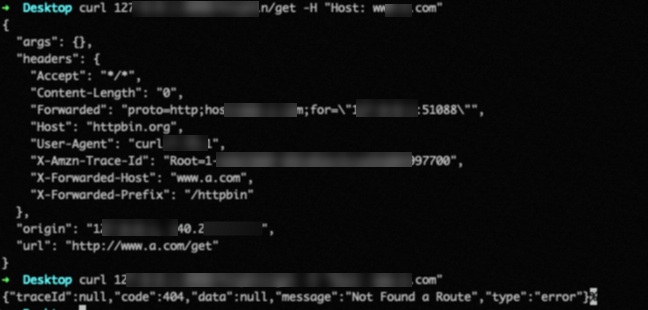 ➜ Desktop curl 127 n/get -H "Host: ww .com"
{
"args": {},
"headers": {
"Accept": "*/*",
"Content-Length": "0",
"Forwarded": "proto=http;hos m;for=\"1 :51088\"",
"Host": "httpbin.org",
"User-Agent": "curl 1",
"X-Amzn-Trace-Id": "Root=1- 097700",
"X-Forwarded-Host": "www.a.com",
"X-Forwarded-Prefix": "/httpbin"
},
"origin": "12 40.2 ",
"url": "http://www.a.com/get"
}
➜ Desktop curl 12 .com"
{"traceId":null,"code":404,"data":null,"message":"Not Found a Route","type":"error"}%